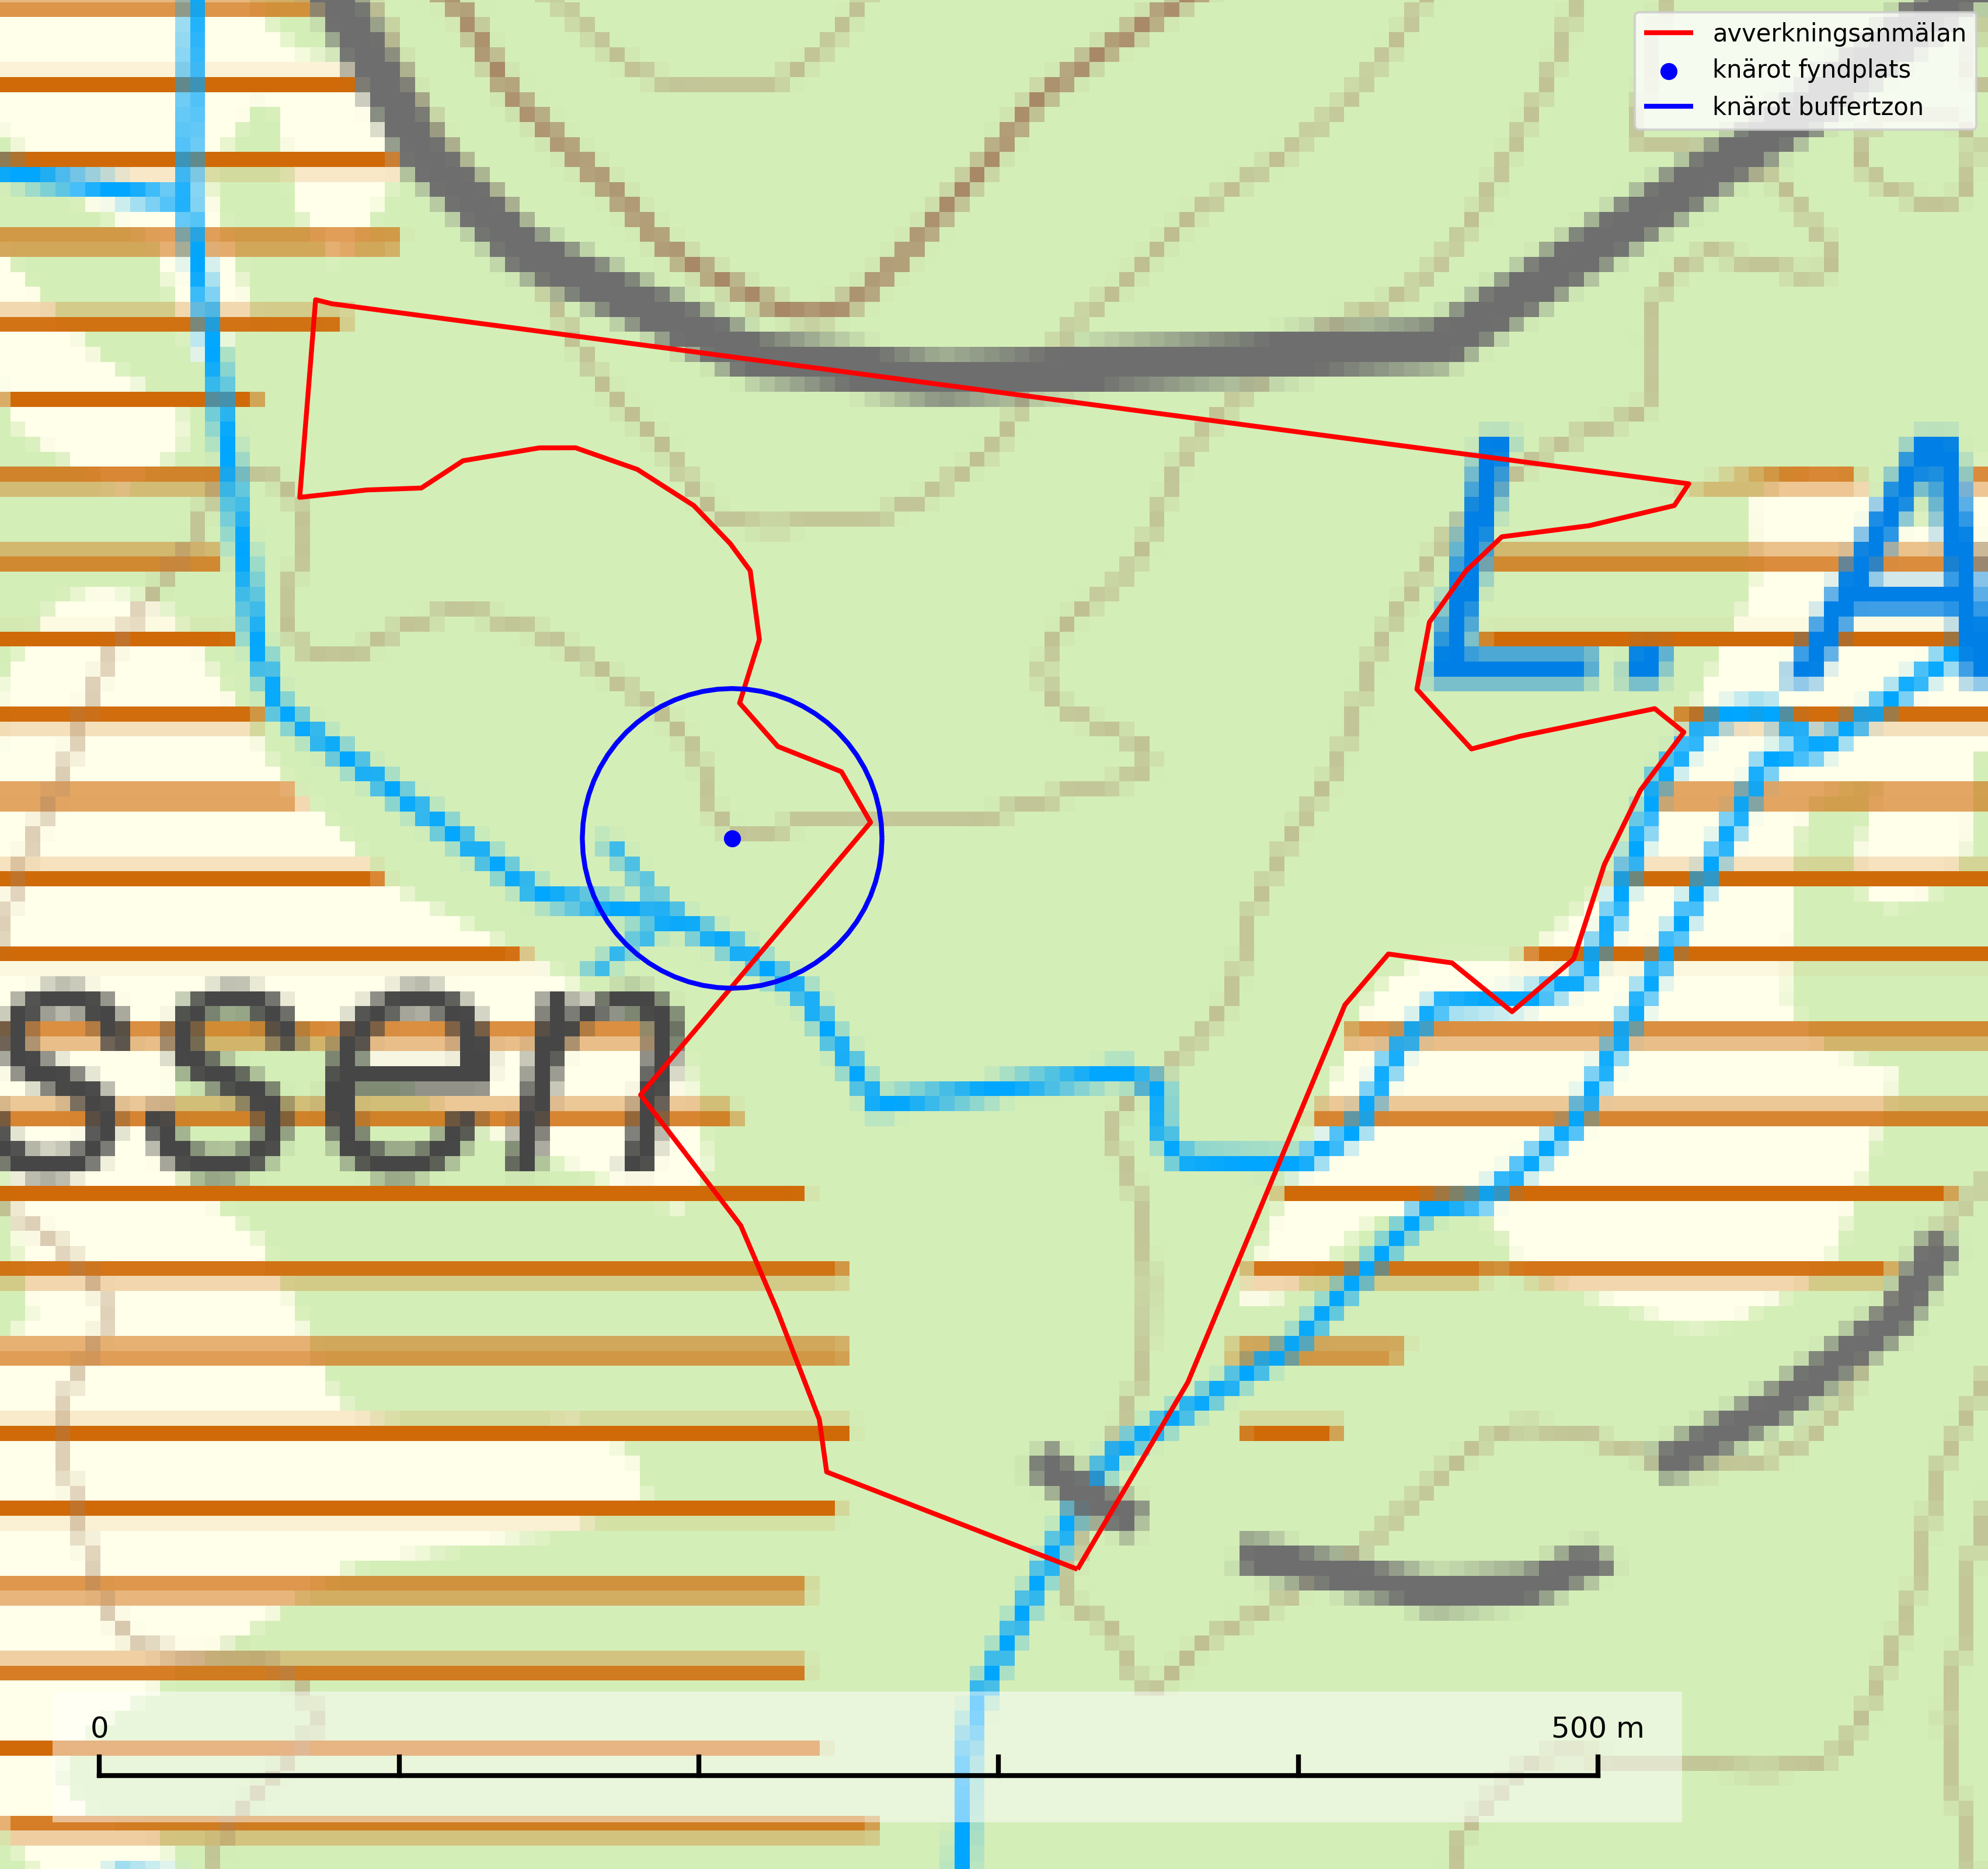 avverkningsanmälan
knärot fyndplats
knärot buffertzon
L. A
ssen
0 500 m